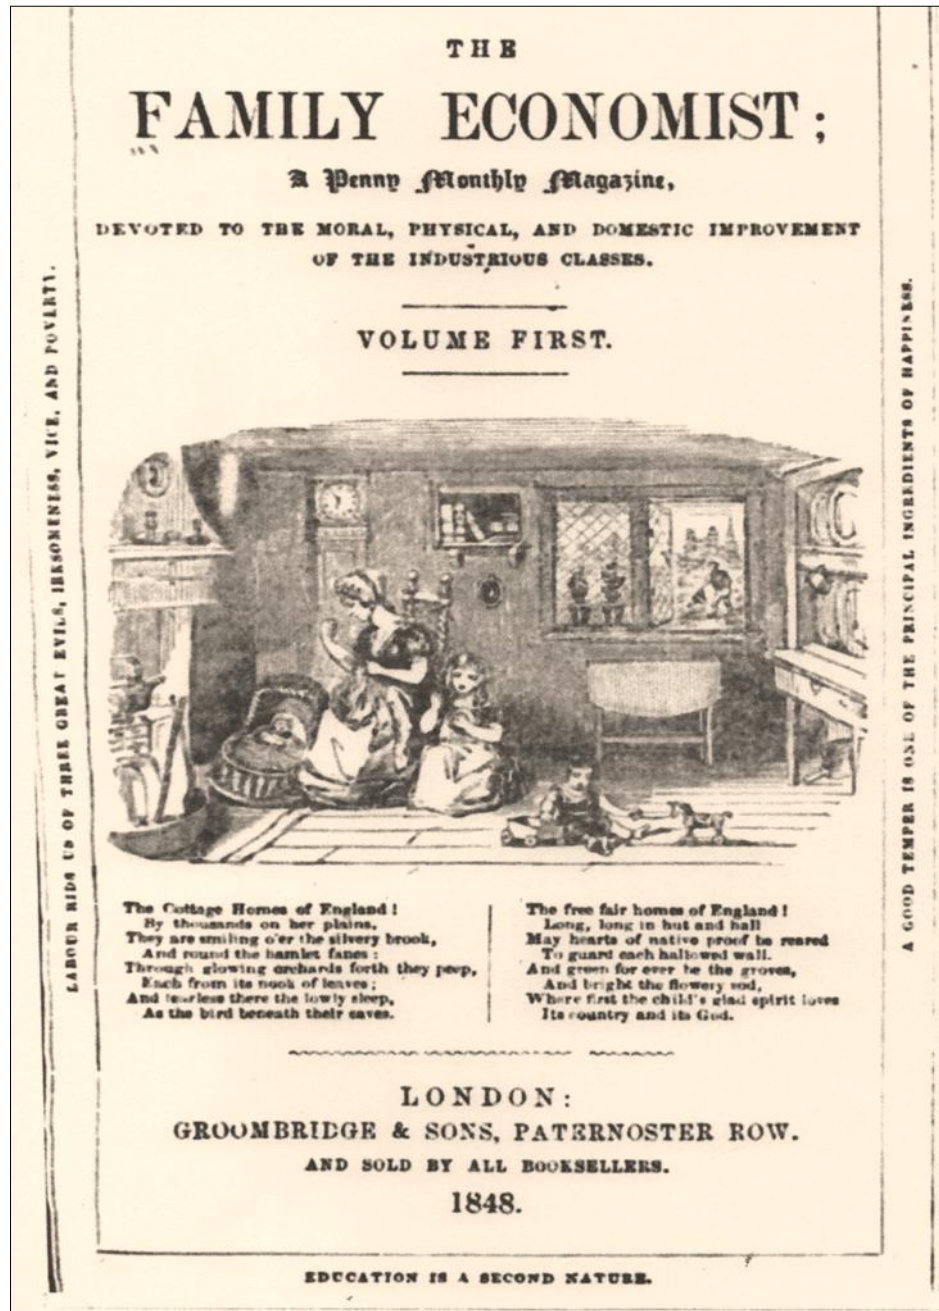 THE
FAMILY ECONOMIST;
A Penny Monthly Magazine,
DEVOTED TO THE MORAL, PHYSICAL, AND DOMESTIC IMPROVEMENT
OF THE INDUSTRIOUS CLASSES.
VOLUME FIRST.
LABOUR RIDS US OF THREE GREAT EVILS, IRKSOMENESS, VICE, AND POVERTY.
A GOOD TEMPER IS ONE OF THE PRINCIPAL INGREDIENTS OF HAPPINESS.
The Cottage Homes of England!
By thousands on her plains,
They are smiling o'er the silvery brook,
And round the hamlet fanes:
Through glowing orchards forth they peep,
Each from its nook of leaves;
And fearless there the lowly sleep,
As the bird beneath their eaves.
The free fair homes of England!
Long, long in hut and hall
May hearts of native proof be reared
To guard each hallowed wall.
And green for ever be the groves,
And bright the flowery sod,
Where first the child's glad spirit loves
Its country and its God.
LONDON:
GROOMBRIDGE & SONS, PATERNOSTER ROW.
AND SOLD BY ALL BOOKSELLERS.
1848.
EDUCATION IS A SECOND NATURE.